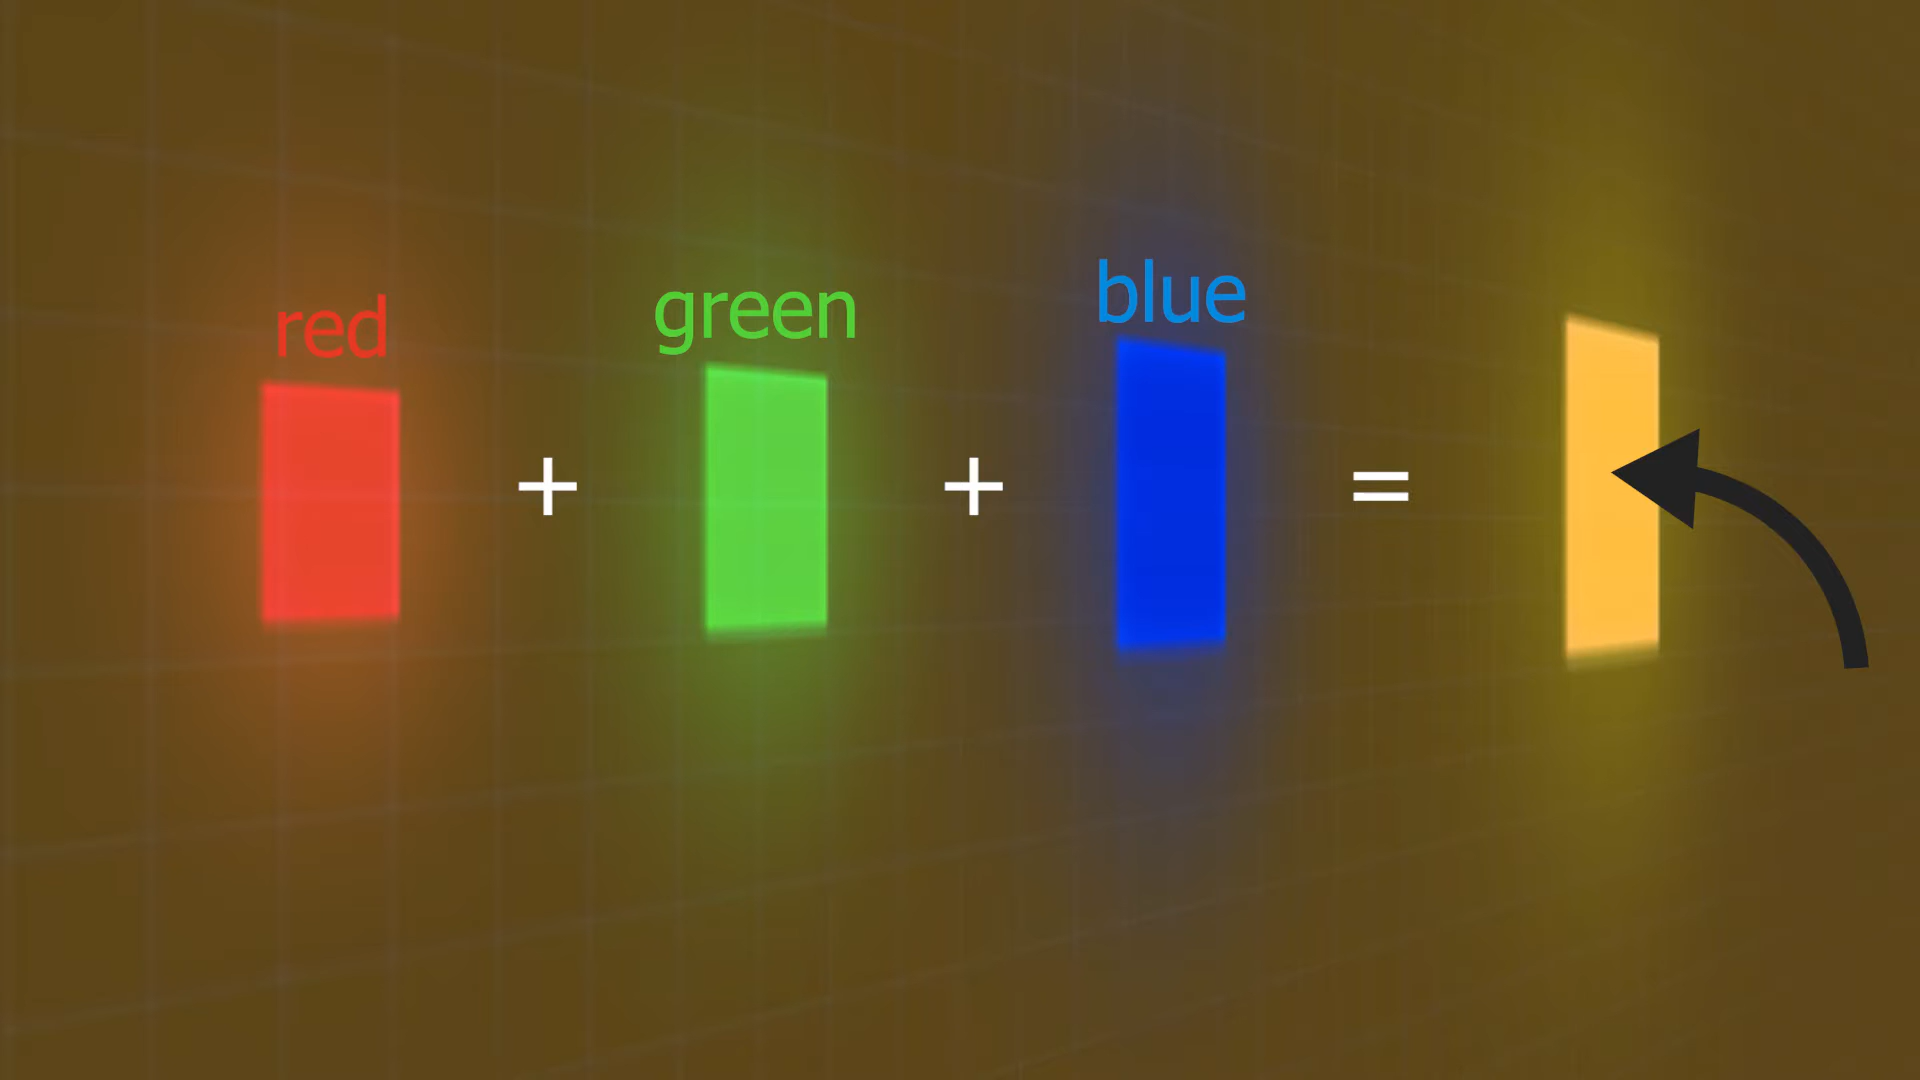 red + green + blue =